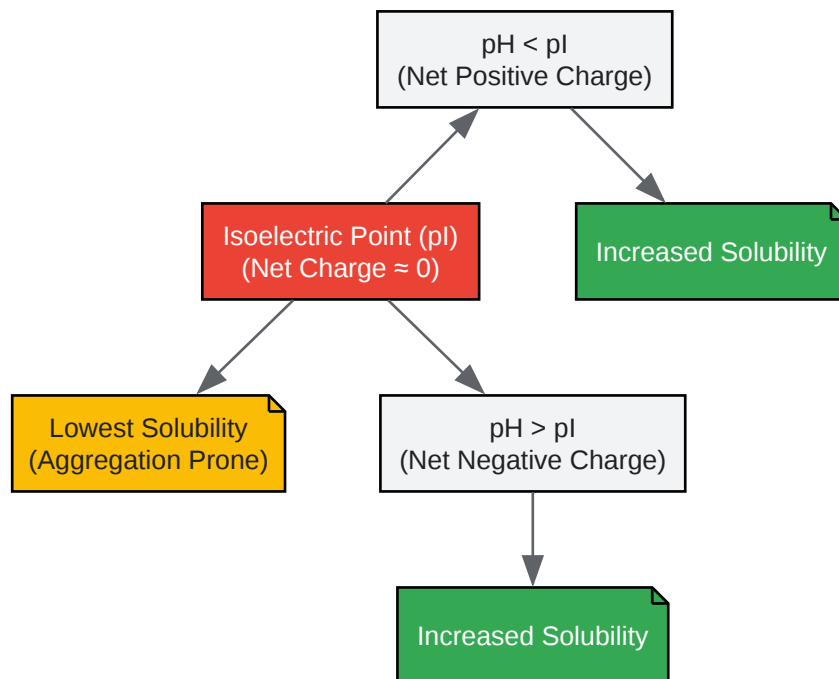 pH < pI
(Net Positive Charge)
Isoelectric Point (pI)
(Net Charge ≈ 0)
Increased Solubility
Lowest Solubility
(Aggregation Prone)
pH > pI
(Net Negative Charge)
Increased Solubility